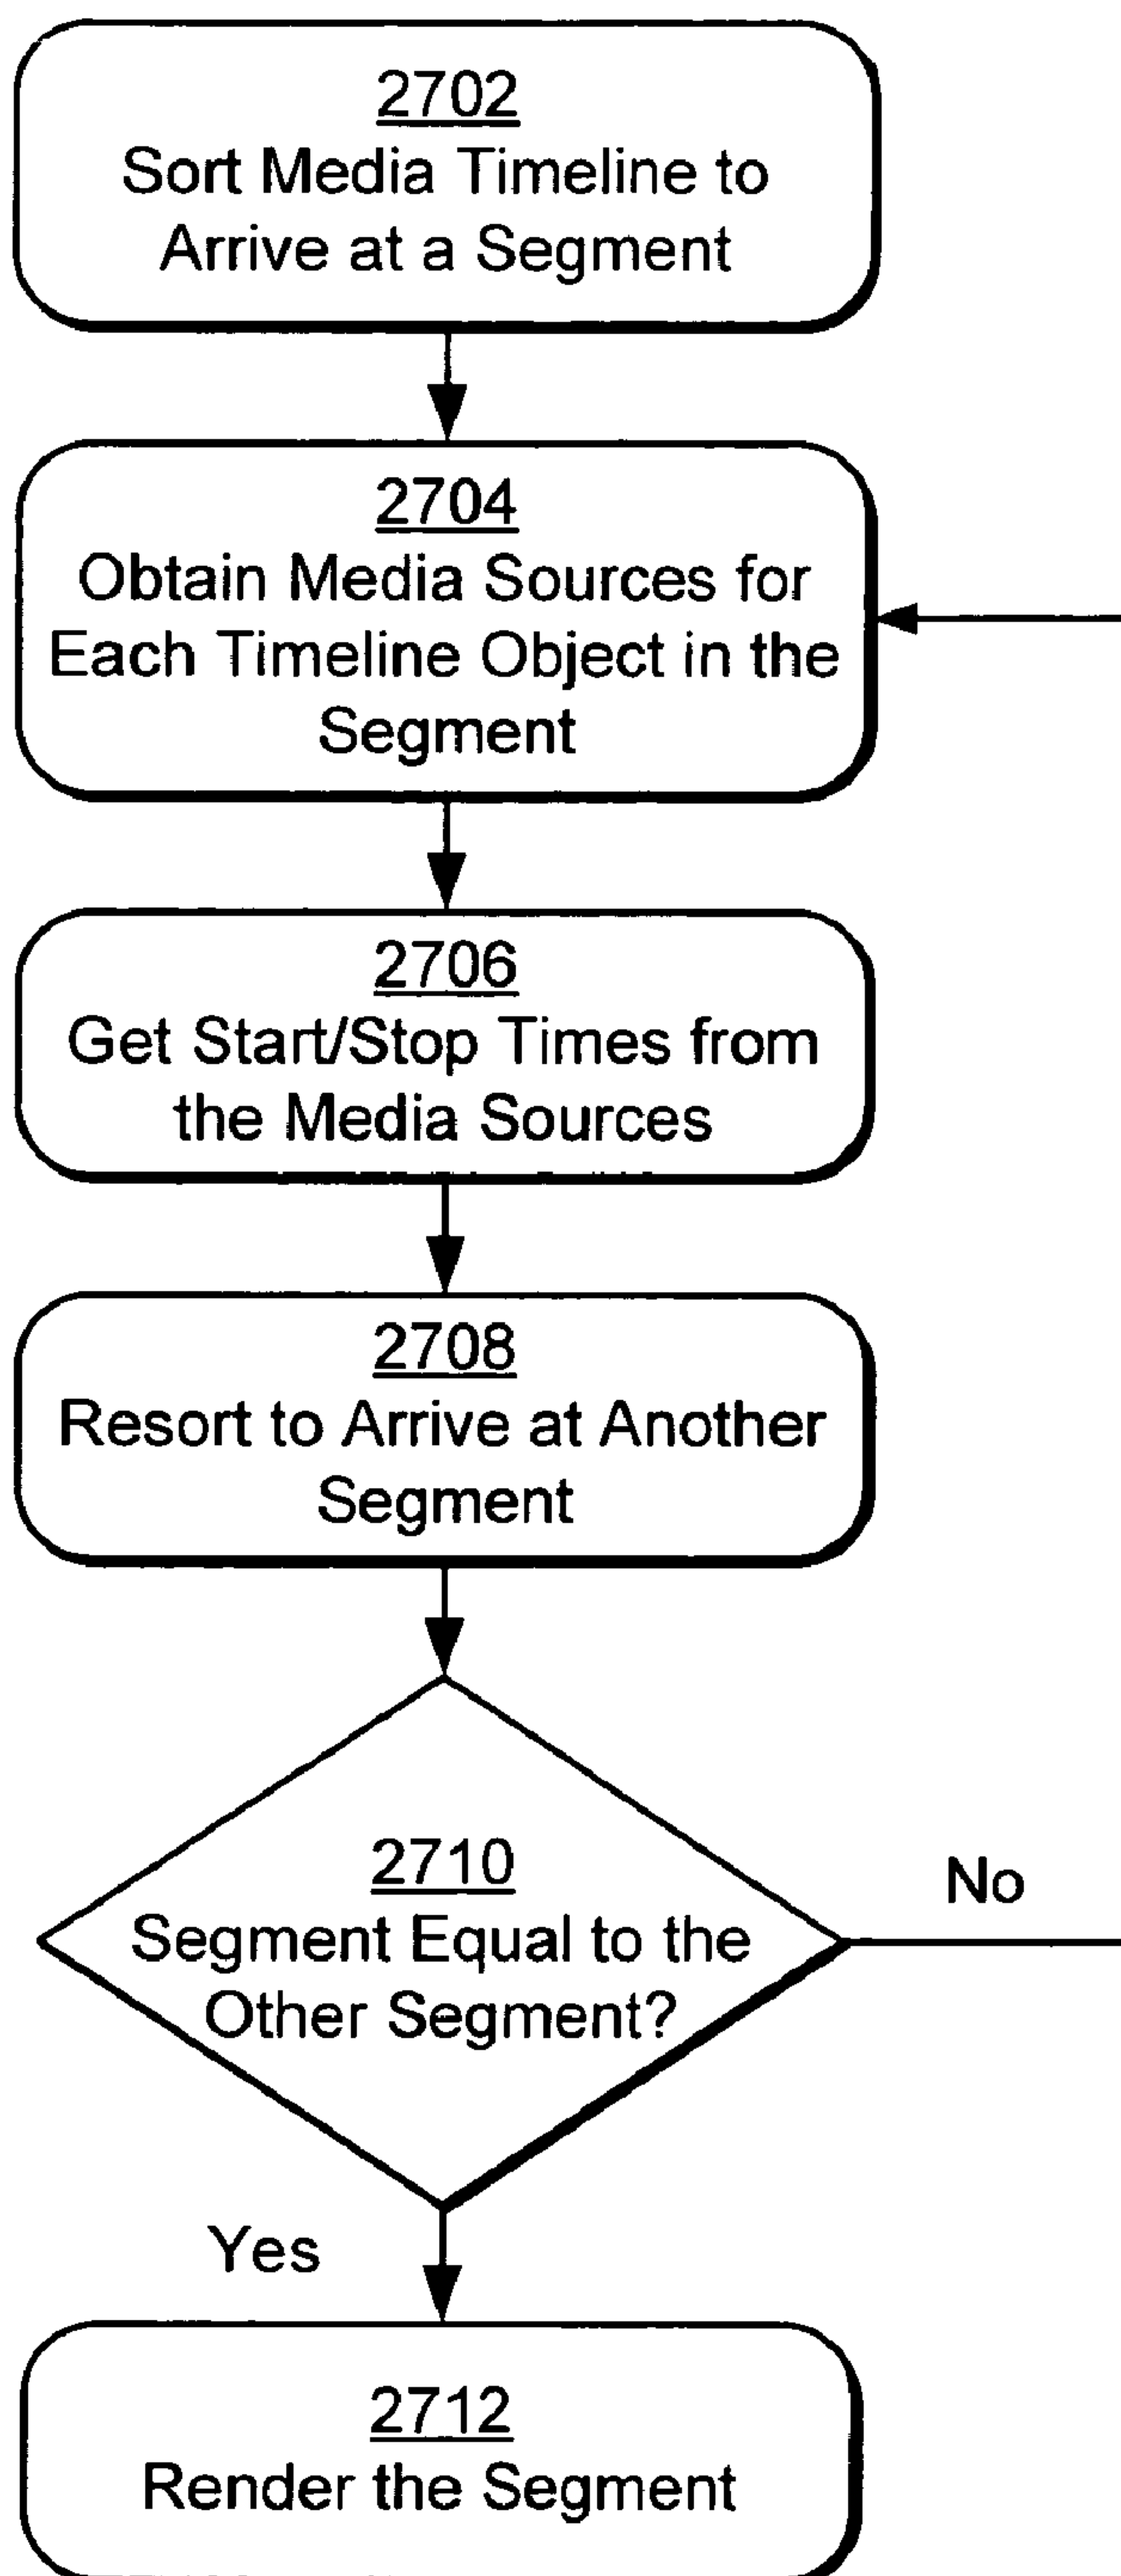 2702
Sort Media Timeline to
Arrive at a Segment
2704
Obtain Media Sources for
Each Timeline Object in the
Segment
2706
Get Start/Stop Times from
the Media Sources
2708
Resort to Arrive at Another
Segment
2710
Segment Equal to the
Other Segment?
No
Yes
2712
Render the Segment